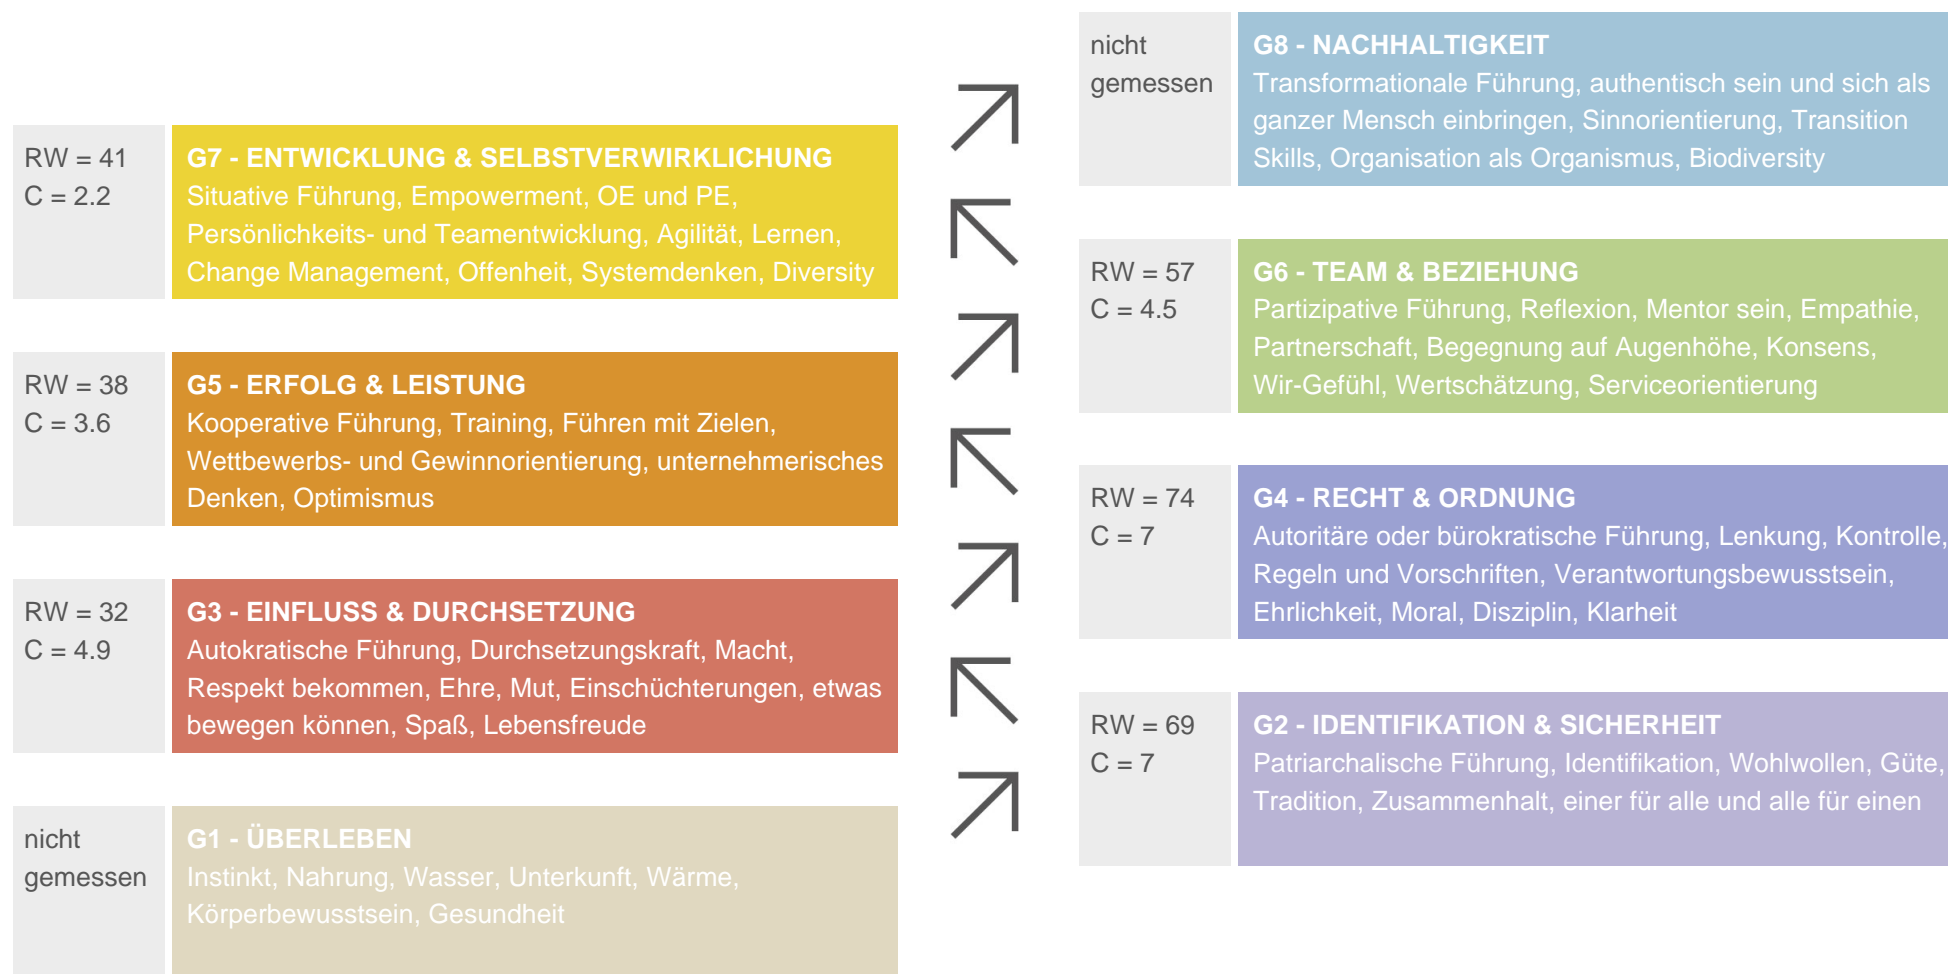 nicht
gemessen
G8 - NACHHALTIGKEIT
Transformationale Führung, authentisch sein und sich als
ganzer Mensch einbringen, Sinnorientierung, Transition
Skills, Organisation als Organismus, Biodiversity
RW = 41
C = 2.2
G7 - ENTWICKLUNG & SELBSTVERWIRKLICHUNG
Situative Führung, Empowerment, OE und PE,
Persönlichkeits- und Teamentwicklung, Agilität, Lernen,
Change Management, Offenheit, Systemdenken, Diversity
RW = 57
C = 4.5
G6 - TEAM & BEZIEHUNG
Partizipative Führung, Reflexion, Mentor sein, Empathie,
Partnerschaft, Begegnung auf Augenhöhe, Konsens,
Wir-Gefühl, Wertschätzung, Serviceorientierung
RW = 38
C = 3.6
G5 - ERFOLG & LEISTUNG
Kooperative Führung, Training, Führen mit Zielen,
Wettbewerbs- und Gewinnorientierung, unternehmerisches
Denken, Optimismus
RW = 74
C = 7
G4 - RECHT & ORDNUNG
Autoritäre oder bürokratische Führung, Lenkung, Kontrolle,
Regeln und Vorschriften, Verantwortungsbewusstsein,
Ehrlichkeit, Moral, Disziplin, Klarheit
RW = 32
C = 4.9
G3 - EINFLUSS & DURCHSETZUNG
Autokratische Führung, Durchsetzungskraft, Macht,
Respekt bekommen, Ehre, Mut, Einschüchterungen, etwas
bewegen können, Spaß, Lebensfreude
RW = 69
C = 7
G2 - IDENTIFIKATION & SICHERHEIT
Patriarchalische Führung, Identifikation, Wohlwollen, Güte,
Tradition, Zusammenhalt, einer für alle und alle für einen
nicht
gemessen
G1 - ÜBERLEBEN
Instinkt, Nahrung, Wasser, Unterkunft, Wärme,
Körperbewusstsein, Gesundheit